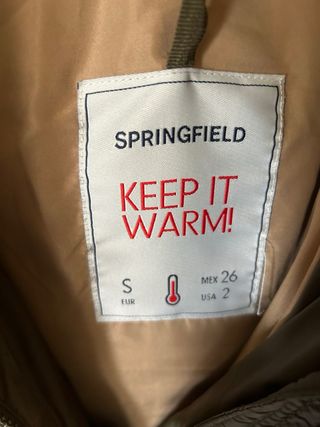 SPRINGFIELD
KEEP IT
WARM!
S MEX 26
EUR USA 2